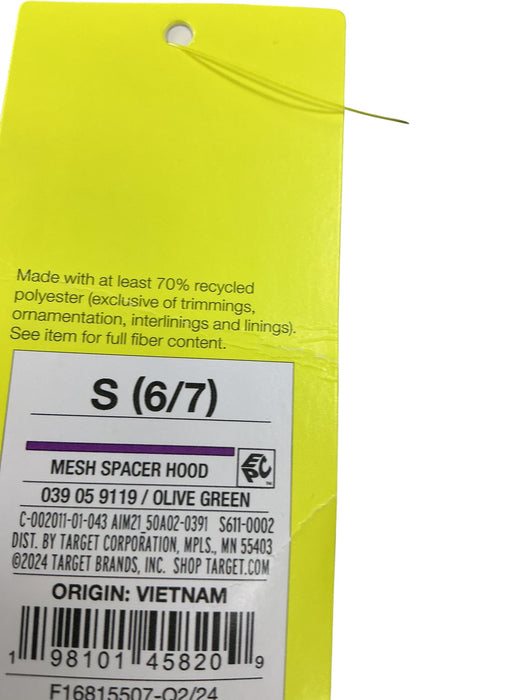 Made with at least 70% recycled
polyester (exclusive of trimmings,
ornamentation, interlinings and linings).
See item for full fiber content.
S (6/7)
MESH SPACER HOOD
EPC
039 05 9119 / OLIVE GREEN
C-002011-01-043 AIM21_50A02-0391 S611-0002
DIST. BY TARGET CORPORATION, MPLS., MN 55403
©2024 TARGET BRANDS, INC. SHOP TARGET.COM
ORIGIN: VIETNAM
1 98101 45820 9
F16815507-Q2/24